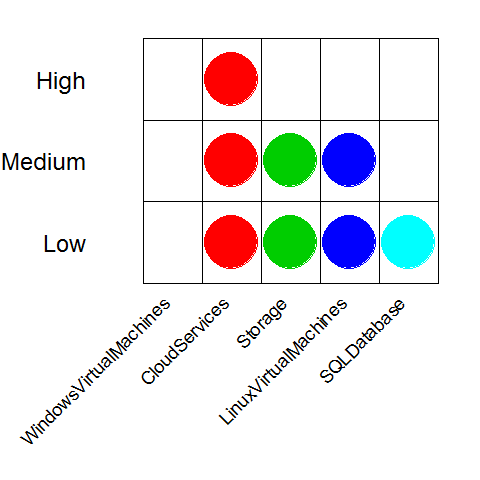 High
Medium
Low
WindowsVirtualMachines
CloudServices
Storage
LinuxVirtualMachines
SQLDatabase